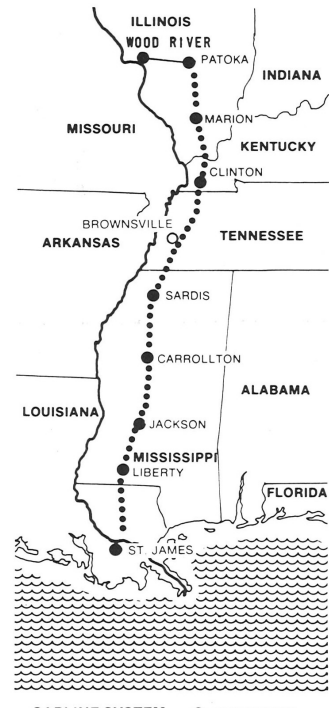 ILLINOIS
WOOD RIVER
PATOKA
INDIANA
MARION
MISSOURI
KENTUCKY
CLINTON
BROWNSVILLE
ARKANSAS
TENNESSEE
SARDIS
CARROLLTON
ALABAMA
LOUISIANA
JACKSON
MISSISSIPPI
LIBERTY
FLORIDA
ST. JAMES